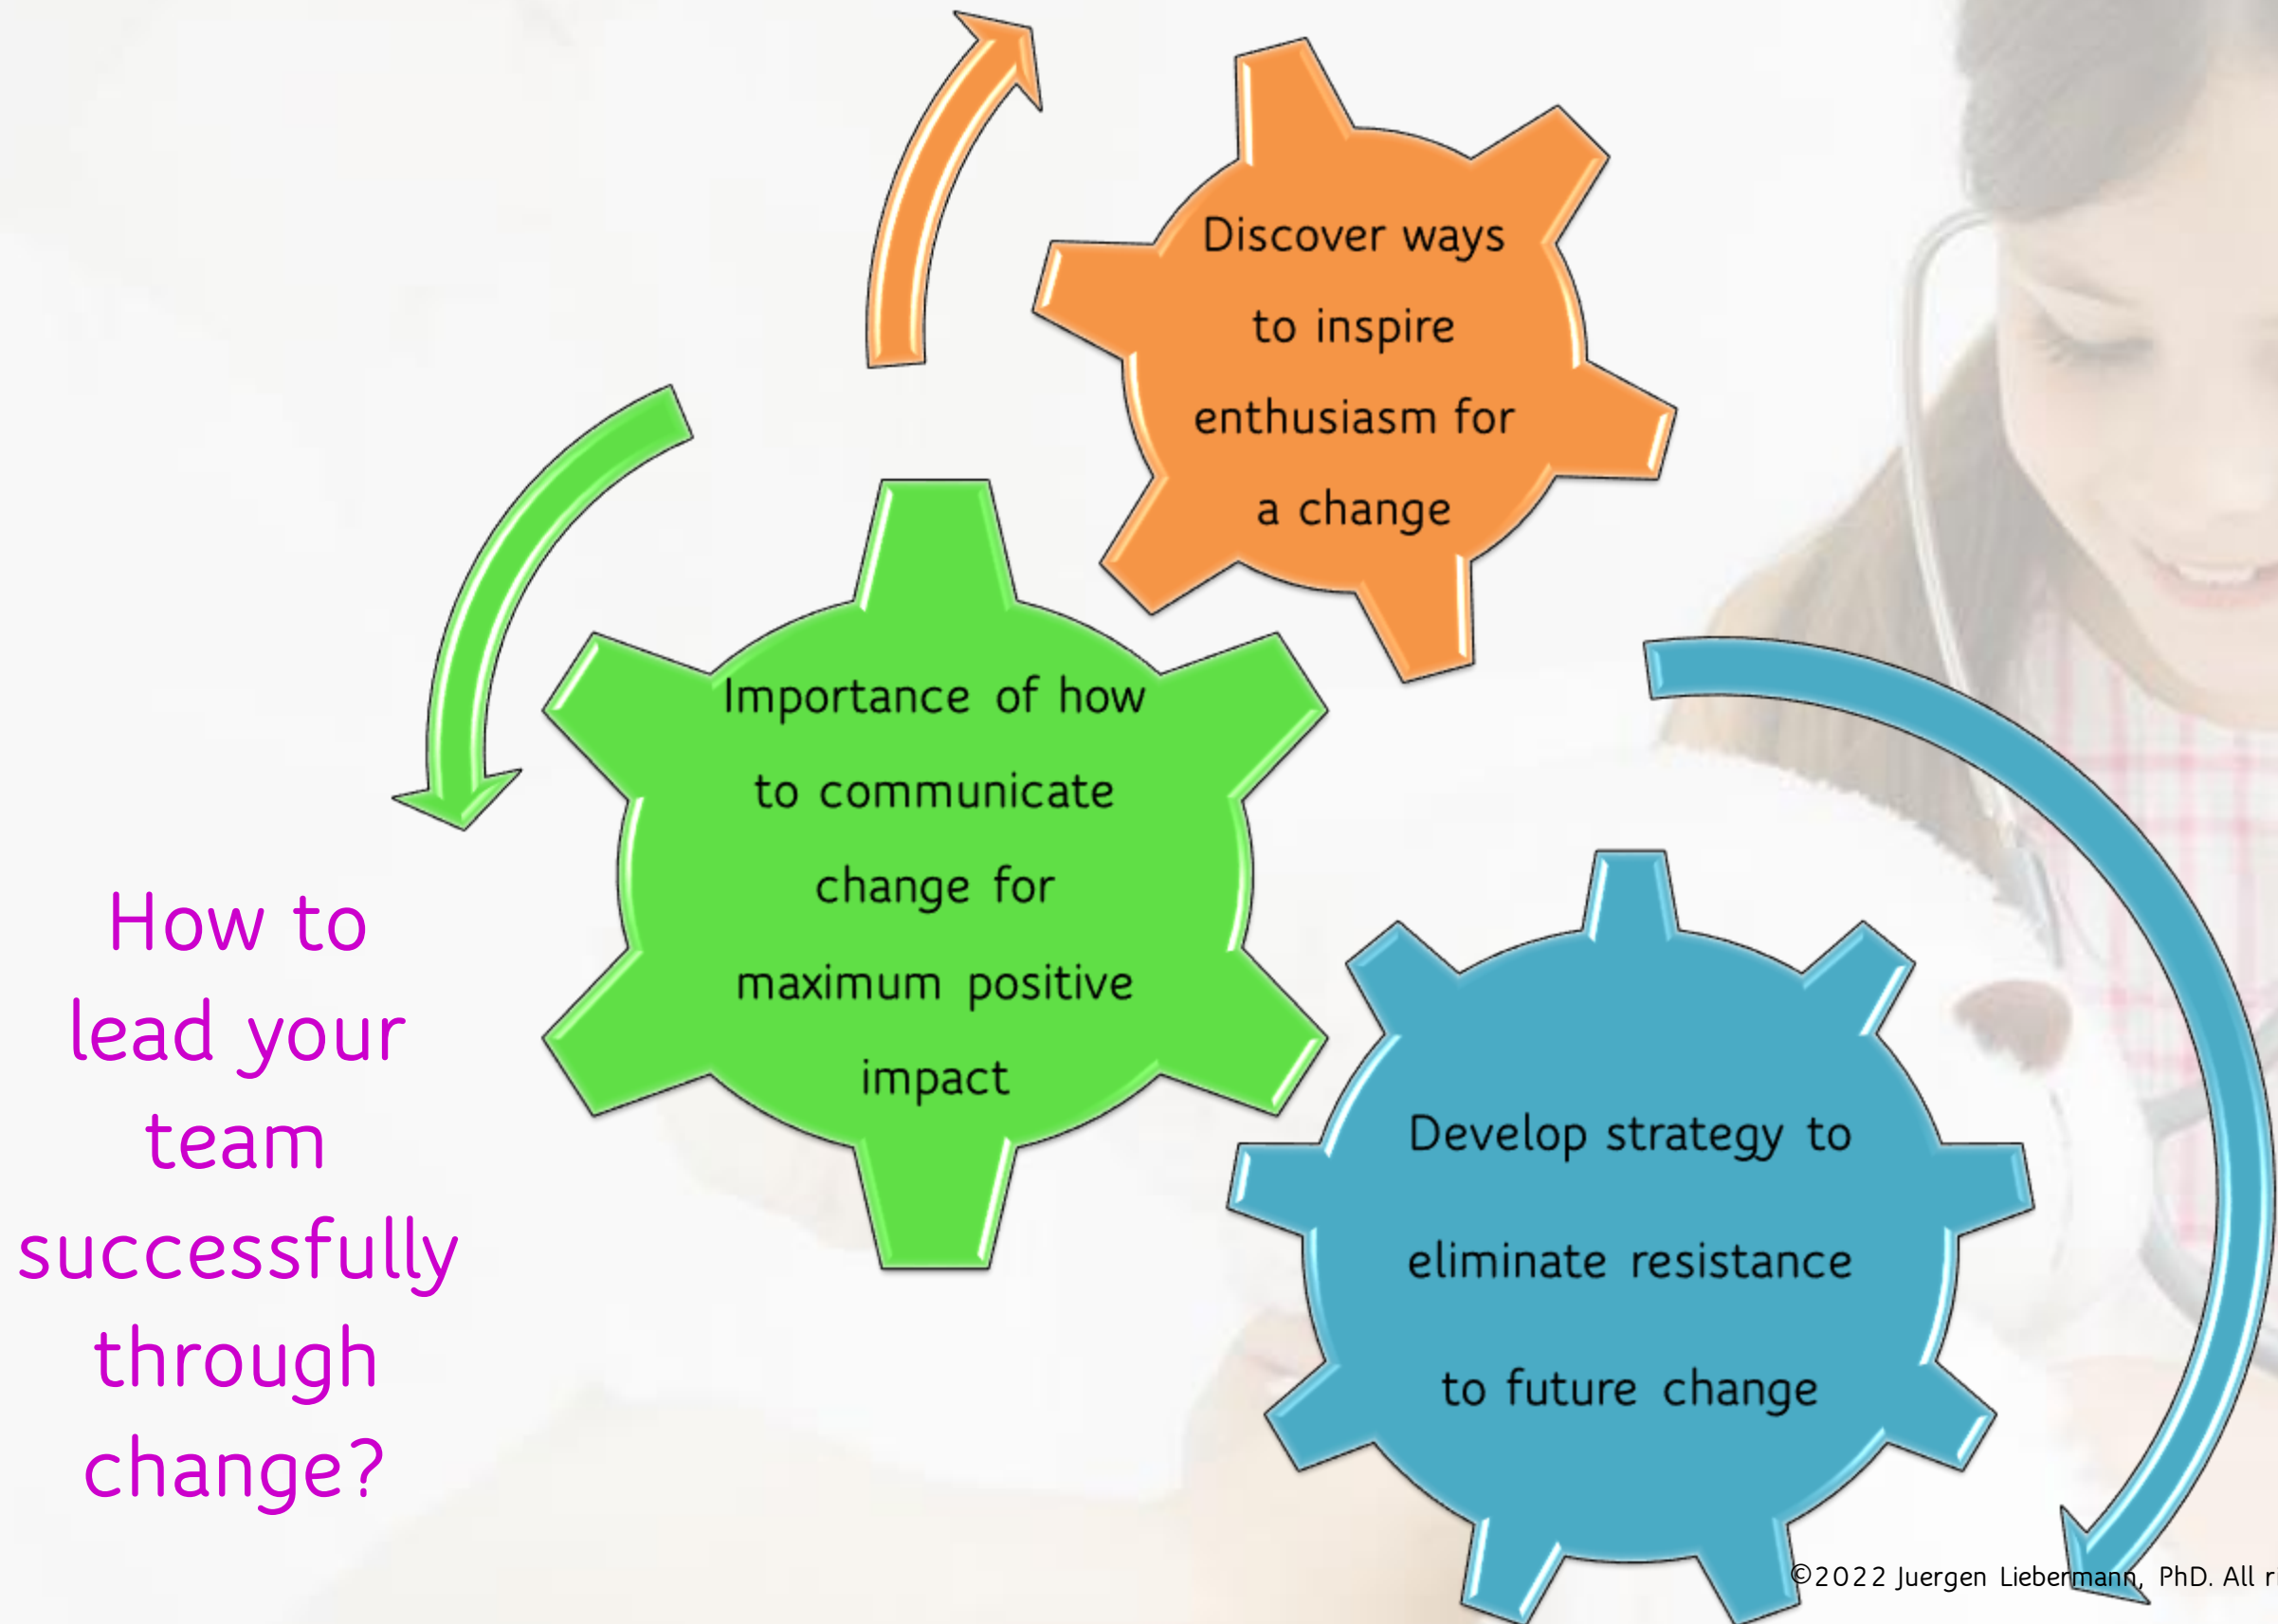 Discover ways
to inspire
enthusiasm for
a change
Importance of how
to communicate
change for
maximum positive
impact
How to
lead your
team
successfully
through
change?
Develop strategy to
eliminate resistance
to future change
©2022 Juergen Liebermann, PhD. All